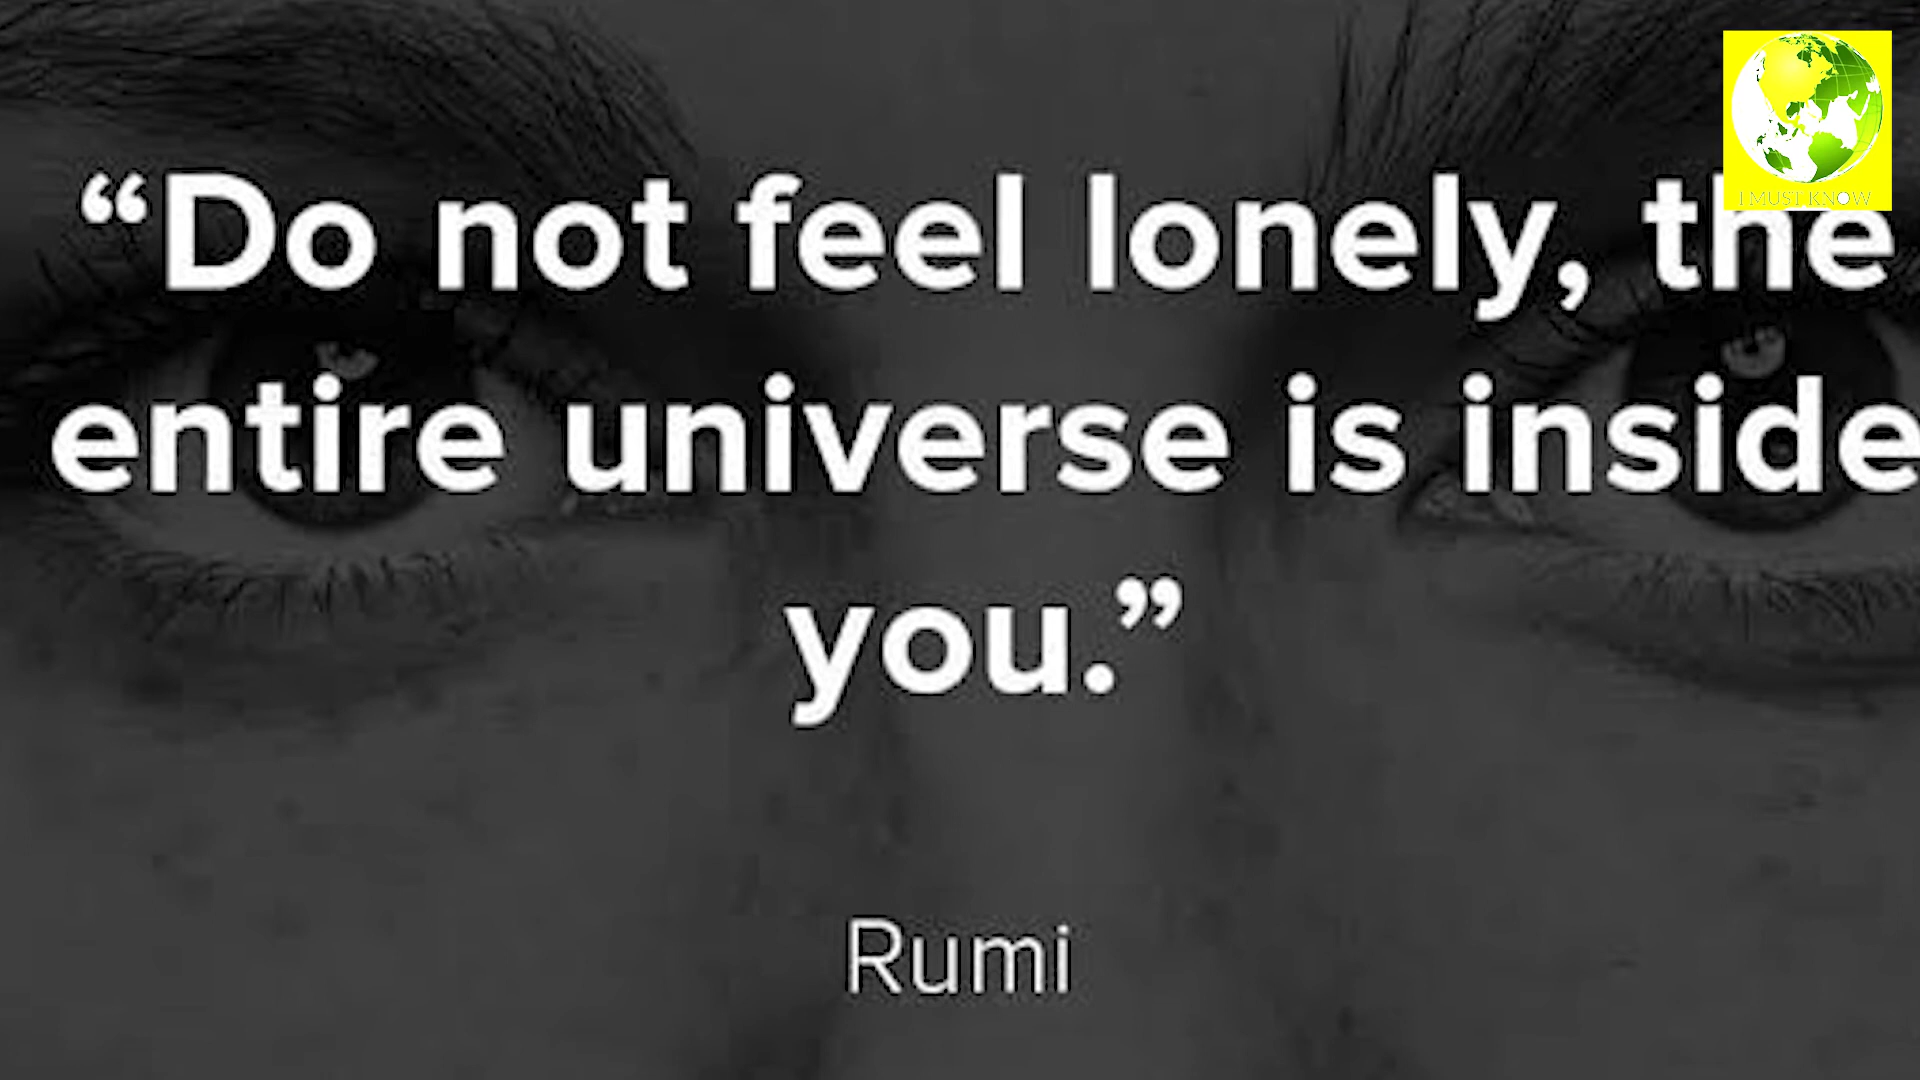 I MUST KNOW
“Do not feel lonely, the
entire universe is inside
you.”
Rumi